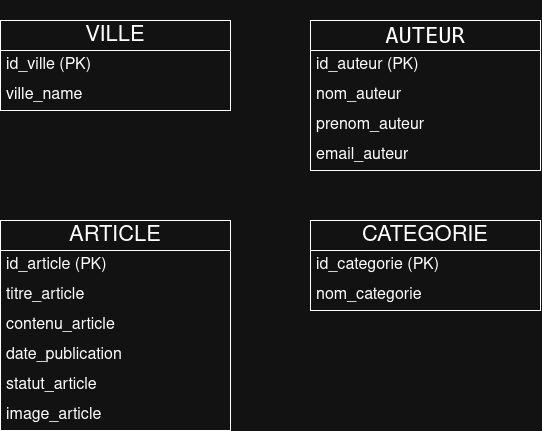 VILLE
id_ville (PK)
ville_name
AUTEUR
id_auteur (PK)
nom_auteur
prenom_auteur
email_auteur
ARTICLE
id_article (PK)
titre_article
contenu_article
date_publication
statut_article
image_article
CATEGORIE
id_categorie (PK)
nom_categorie